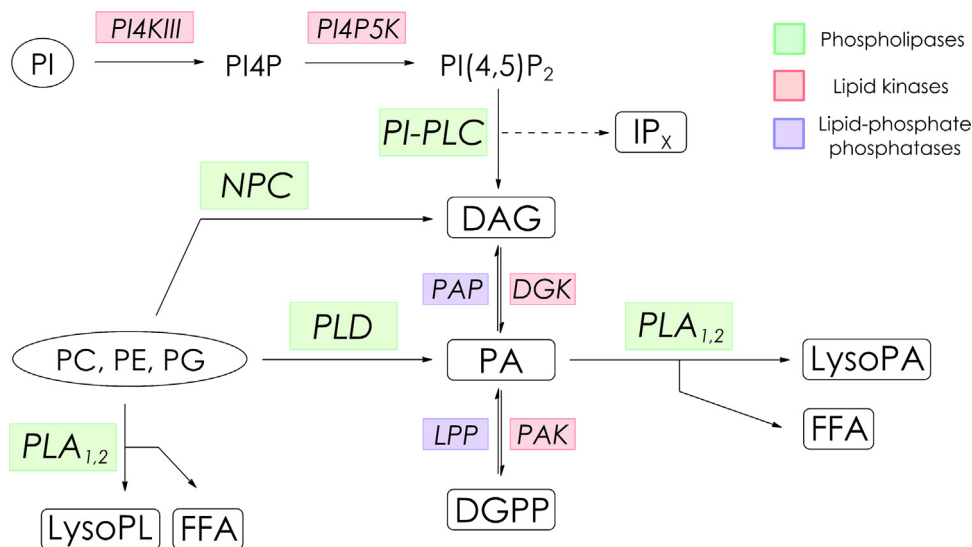 PI4KIII
PI4P5K
PI
PI4P
PI(4,5)P₂
Phospholipases
Lipid kinases
Lipid-phosphate
phosphatases
PI-PLC
IPₓ
NPC
DAG
PAP
DGK
PLD
PLA₁,₂
PC, PE, PG
PA
LysoPA
FFA
PLA₁,₂
LPP
PAK
LysoPL
FFA
DGPP